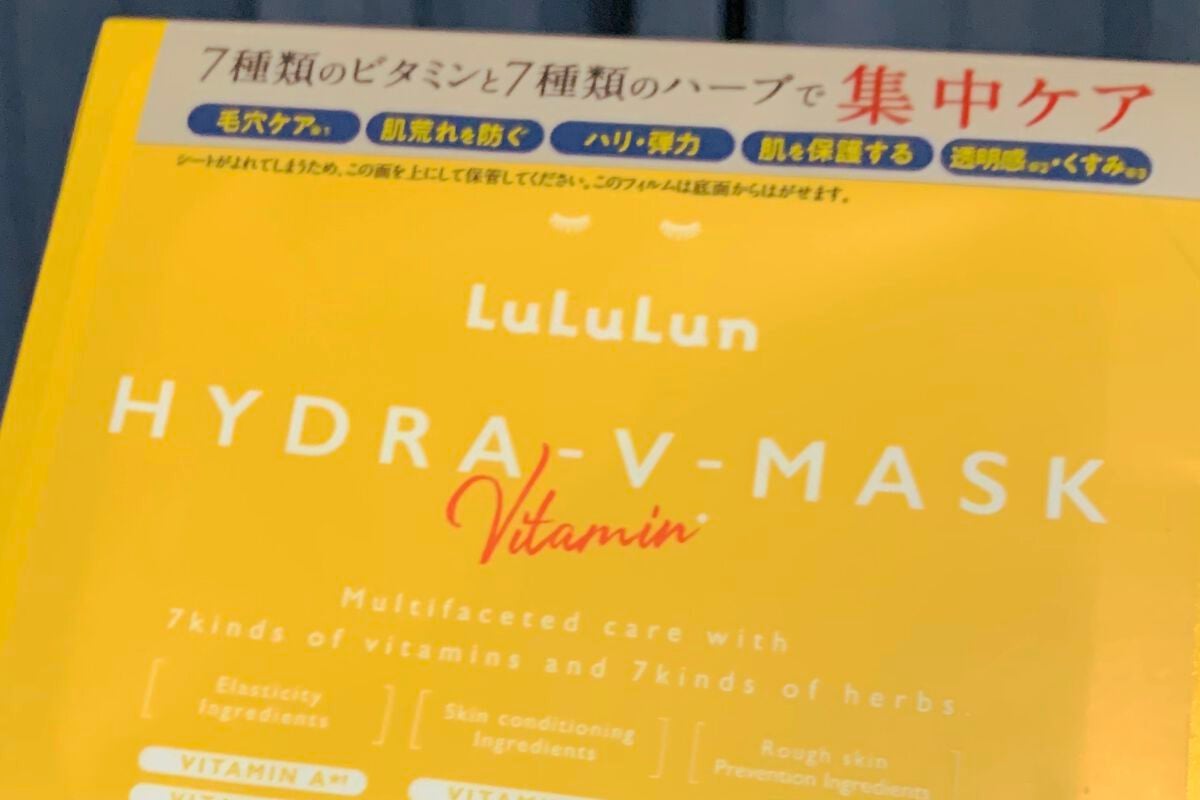 7種類のビタミンと7種類のハーブで集中ケア
毛穴ケア※1 肌荒れを防ぐ ハリ・弾力 肌を保護する 透明感※2・くすみ※3
シートがよれてしまうため、この面を上にして保管してください。このフィルムは底面からはがせます。
LuLuLun
HYDRA-V-MASK
Vitamin
Multifaceted care with
7kinds of vitamins and 7kinds of herbs.
Elasticity
Ingredients
Skin conditioning
Ingredients
Rough skin
Prevention Ingredients
VITAMIN A
VITAMIN